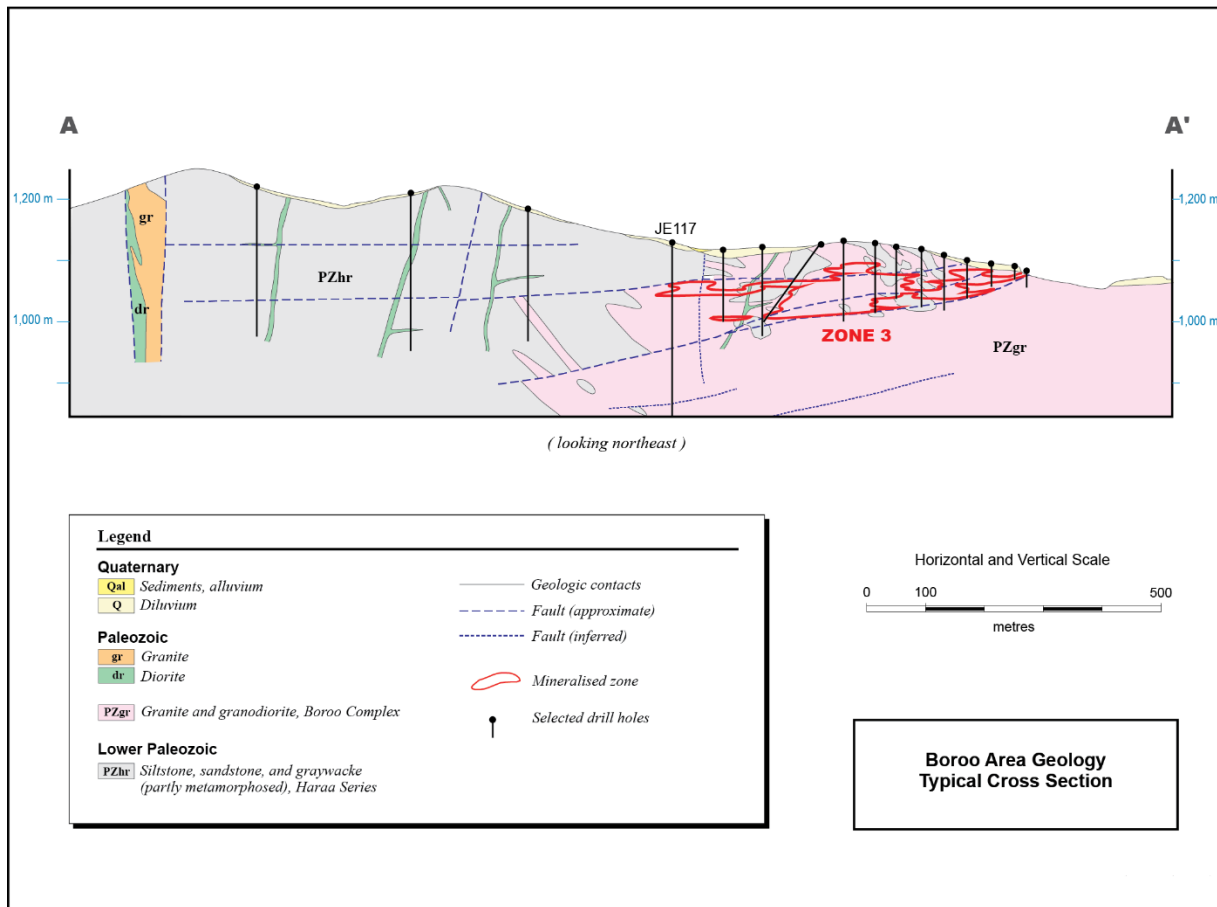 A
A'
1,200 m
1,200 m
gr
JE117
PZhr
dr
1,000 m
1,000 m
ZONE 3
PZgr
( looking northeast )
Legend
Quaternary
Qal Sediments, alluvium
Q Diluvium
Paleozoic
gr Granite
dr Diorite
PZgr Granite and granodiorite, Boroo Complex
Lower Paleozoic
PZhr Siltstone, sandstone, and graywacke
(partly metamorphosed), Haraa Series
Geologic contacts
Fault (approximate)
Fault (inferred)
Mineralised zone
Selected drill holes
Horizontal and Vertical Scale
0 100 500
metres
Boroo Area Geology
Typical Cross Section